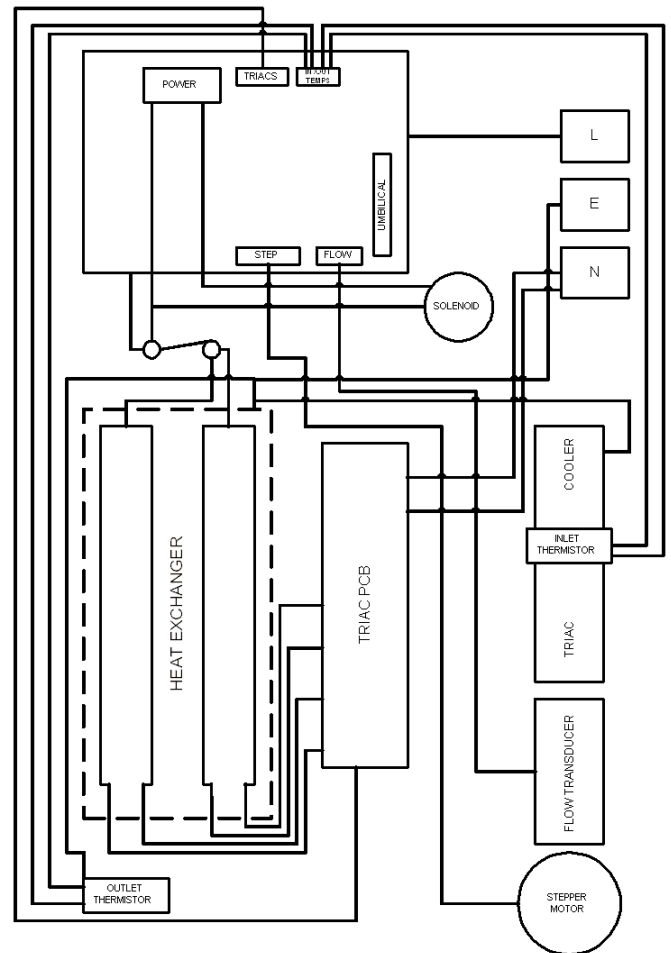 POWER
TRIACS
IN/OUT
TEMPS
L
E
UMBILICAL
STEP
FLOW
N
SOLENOID
COOLER
INLET
THERMISTOR
HEAT EXCHANGER
TRIAC PCB
TRIAC
FLOW TRANSDUCER
OUTLET
THERMISTOR
STEPPER
MOTOR